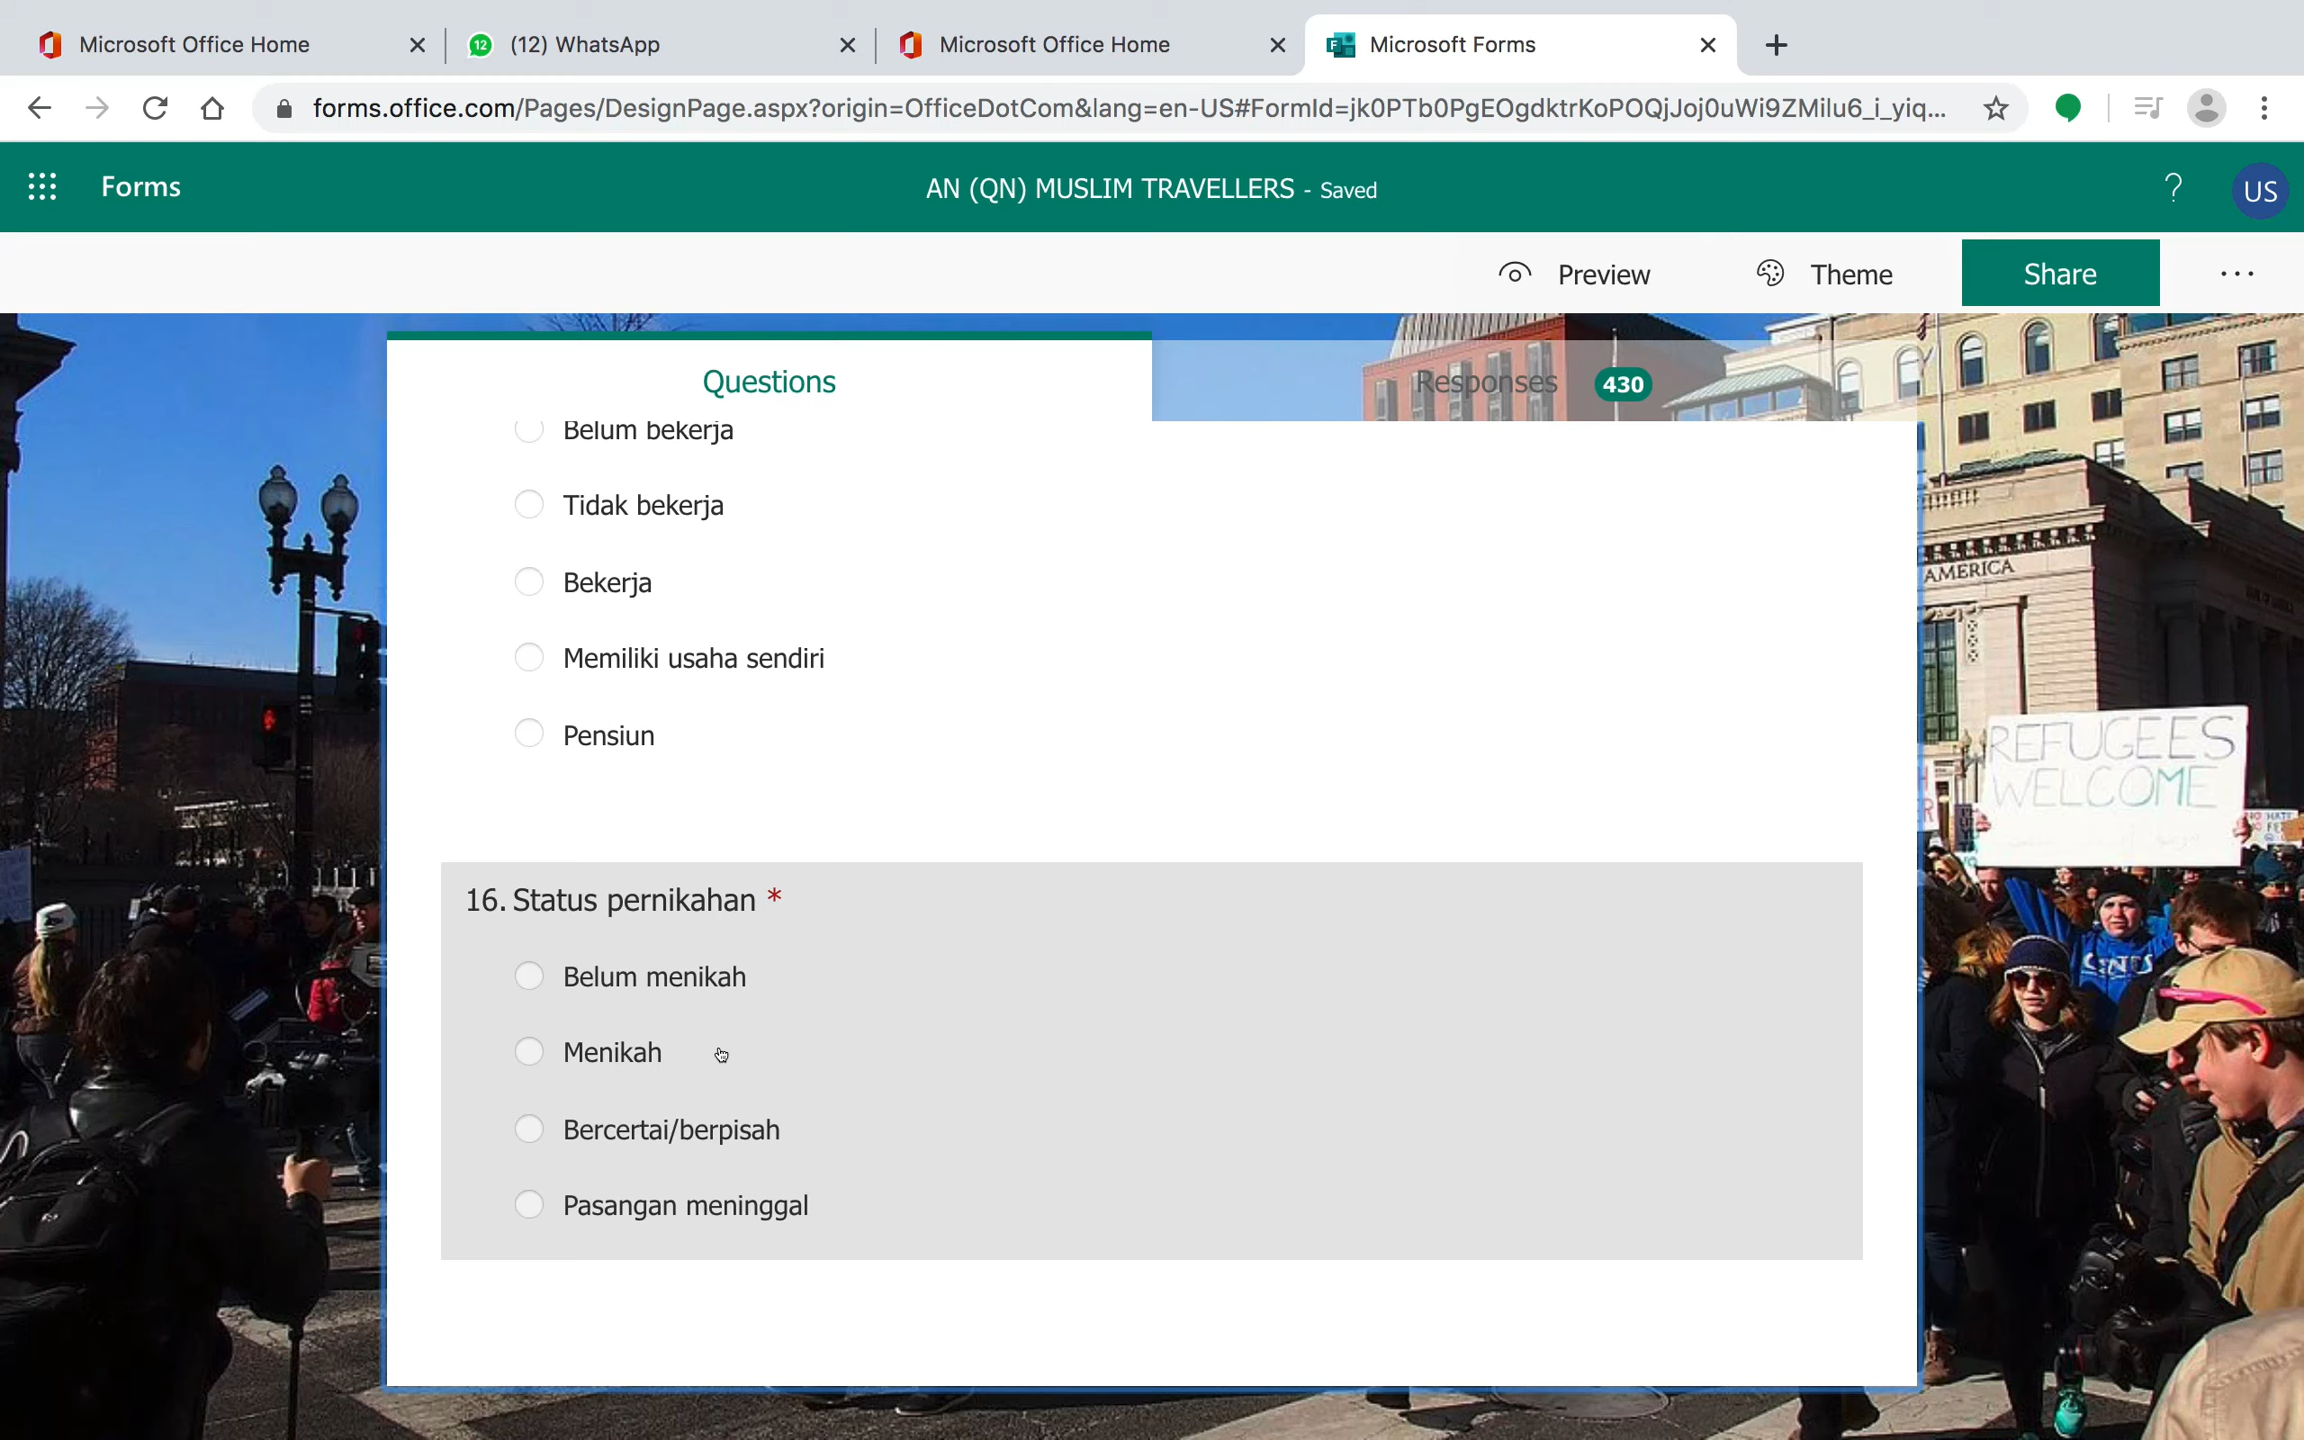 Microsoft Office Home
12 (12) WhatsApp
Microsoft Office Home
F Microsoft Forms
forms.office.com/Pages/DesignPage.aspx?origin=OfficeDotCom&lang=en-US#FormId=jk0PTb0PgEOgdktrKoPOQjJoj0uWi9ZMilu6_i_yiq...
Forms
AN (QN) MUSLIM TRAVELLERS - Saved
? US
Preview
Theme
Share
Questions
Responses 430
Belum bekerja
Tidak bekerja
Bekerja
Memiliki usaha sendiri
Pensiun
16. Status pernikahan *
Belum menikah
Menikah
Bercertai/berpisah
Pasangan meninggal
AMERICA
REFUGEES
WELCOME